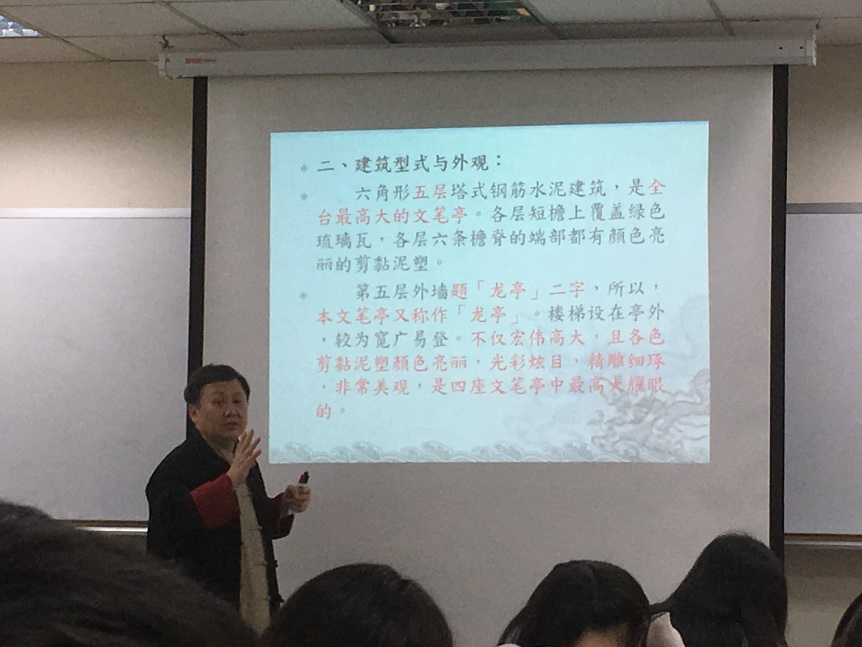 二、建筑型式与外观：
六角形五层塔式钢筋水泥建筑，是全
台最高大的文笔亭。各层短檐上覆盖绿色
琉璃瓦，各层六条檐脊的端部都有颜色亮
丽的剪黏泥塑。
第五层外墙题「龙亭」二字，所以，
本文笔亭又称作「龙亭」。楼梯设在亭外
，较为宽广易登。不仅宏伟高大，且各色
剪黏泥塑颜色亮丽，光彩炫目，精雕细琢
，非常美观，是四座文笔亭中最高大耀眼
的。